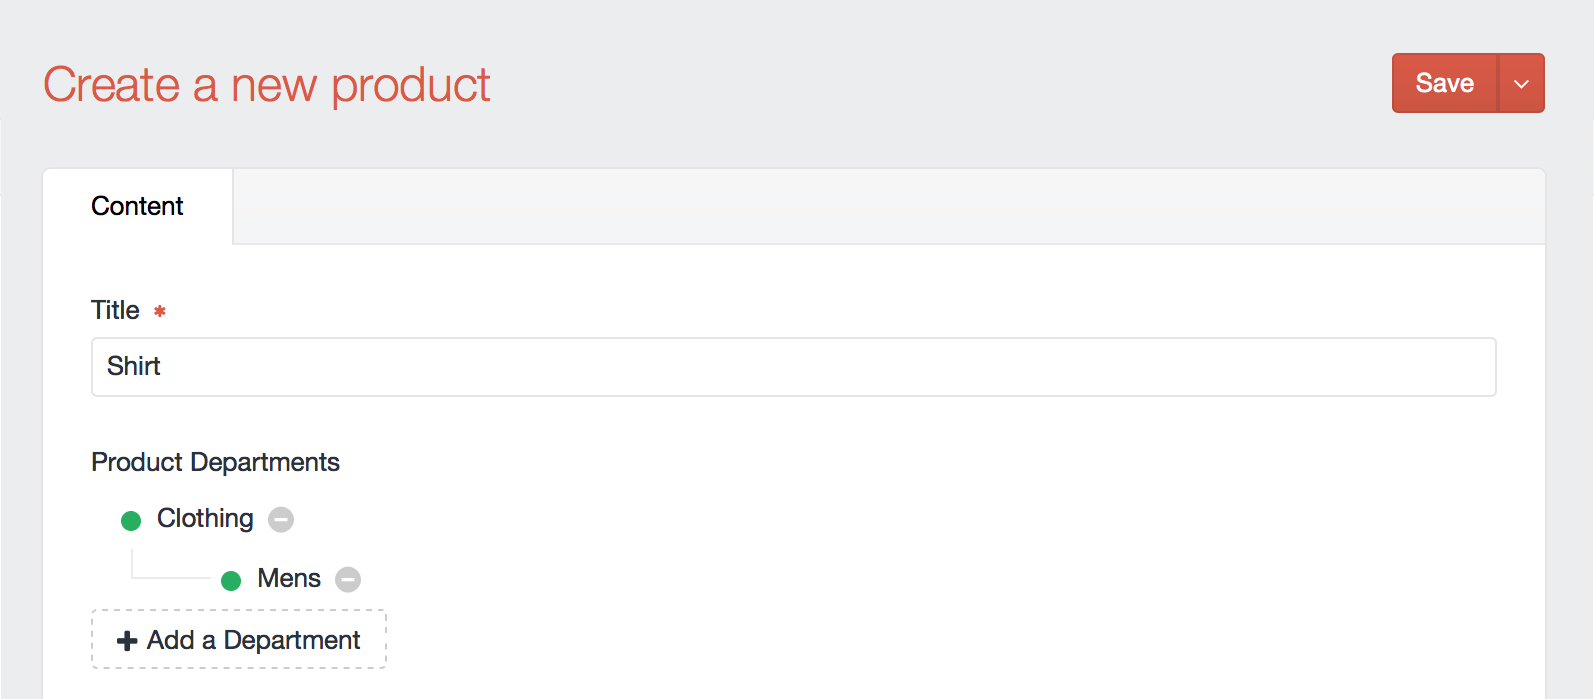 Create a new product
Save
Content
Title *
Shirt
Product Departments
Clothing
Mens
Add a Department